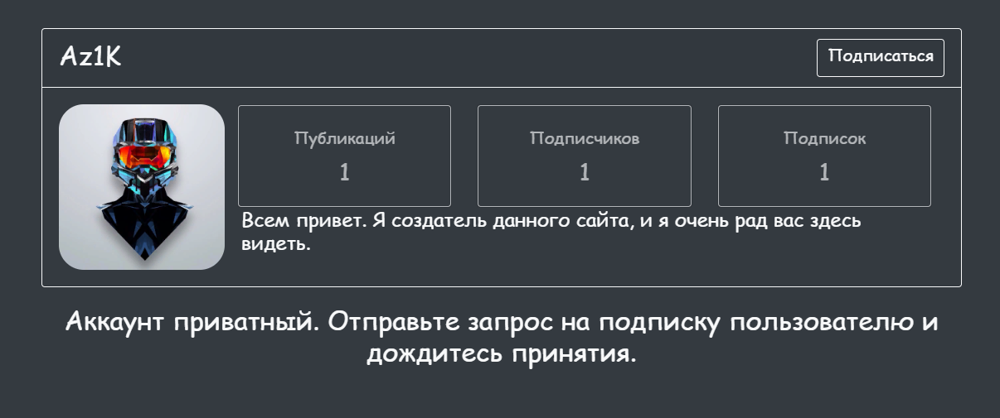 Az1K
Подписаться
Публикаций
1
Подписчиков
1
Подписок
1
Всем привет. Я создатель данного сайта, и я очень рад вас здесь
видеть.
Аккаунт приватный. Отправьте запрос на подписку пользователю и
дождитесь принятия.